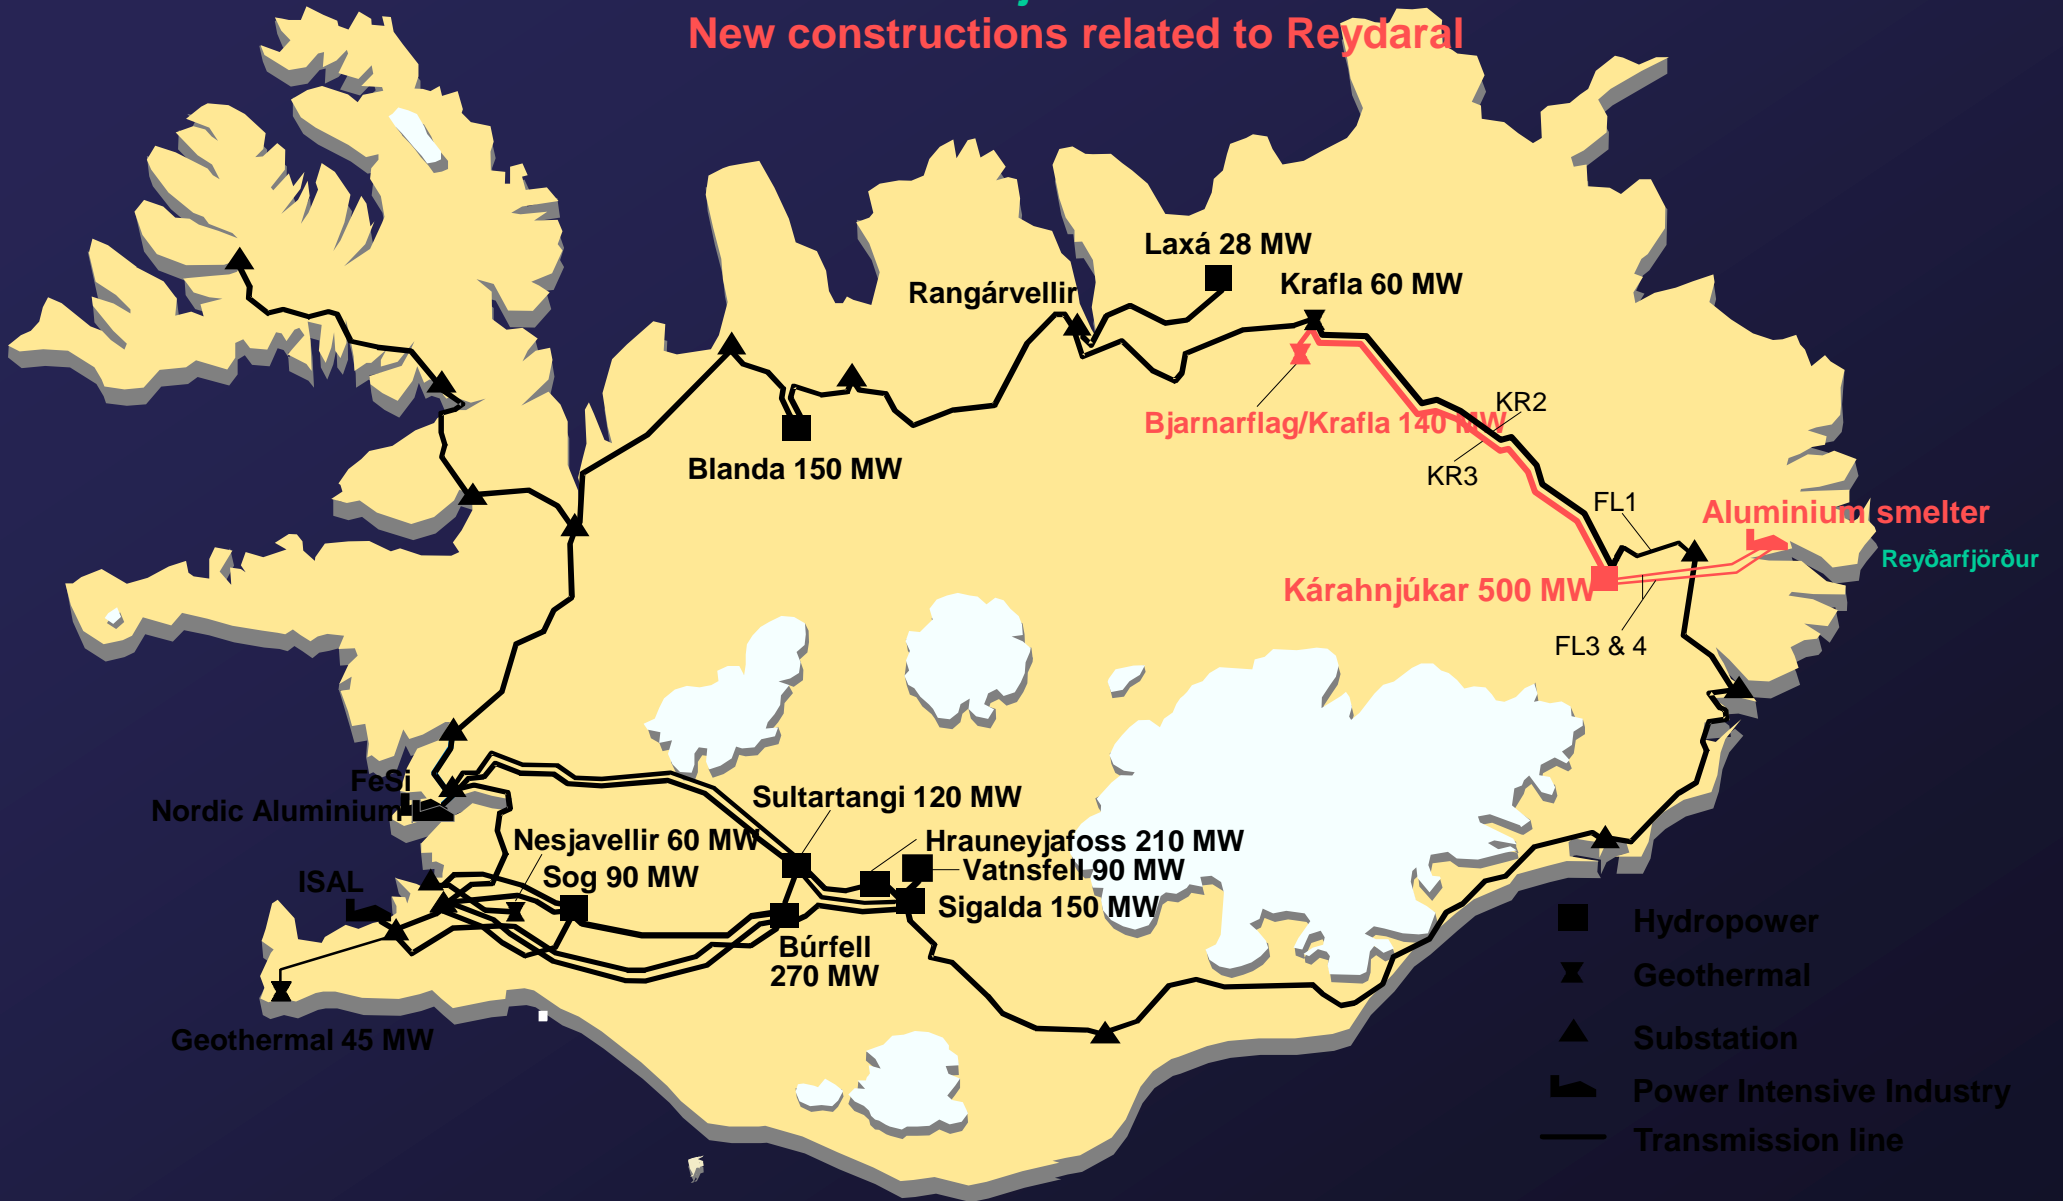 New constructions related to Reydaral
Laxá 28 MW
Krafla 60 MW
Rangárvellir
KR2
Bjarnarflag/Krafla 140 MW
Blanda 150 MW
KR3
FL1
Aluminium smelter
Reyðarfjörður
Kárahnjúkar 500 MW
FL3 & 4
FeSi
Nordic Aluminium
Sultartangi 120 MW
Nesjavellir 60 MW
Hrauneyjafoss 210 MW
Vatnsfell 90 MW
Sog 90 MW
ISAL
Sigalda 150 MW
Búrfell
270 MW
Geothermal 45 MW
Hydropower
Geothermal
Substation
Power Intensive Industry
Transmission line